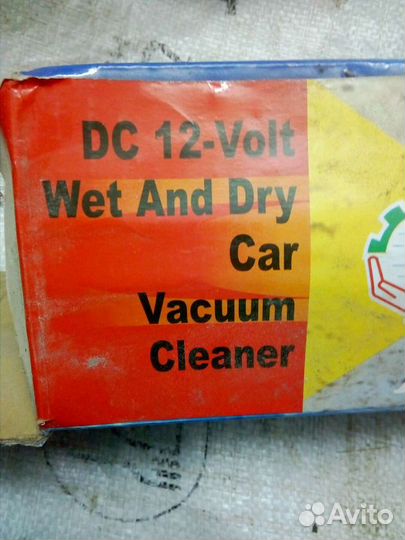 DC 12-Volt
Wet And Dry
Car
Vacuum
Cleaner
Avito